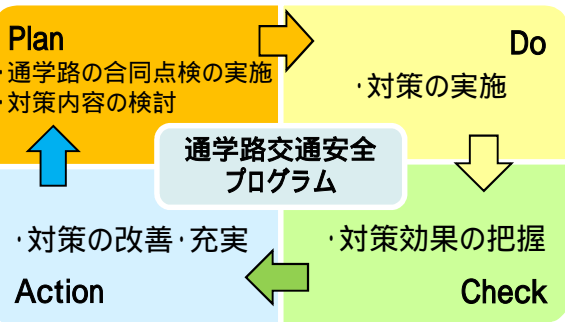 Plan
・通学路の合同点検の実施
・対策内容の検討
Do
・対策の実施
通学路交通安全
プログラム
・対策の改善・充実
Action
・対策効果の把握
Check